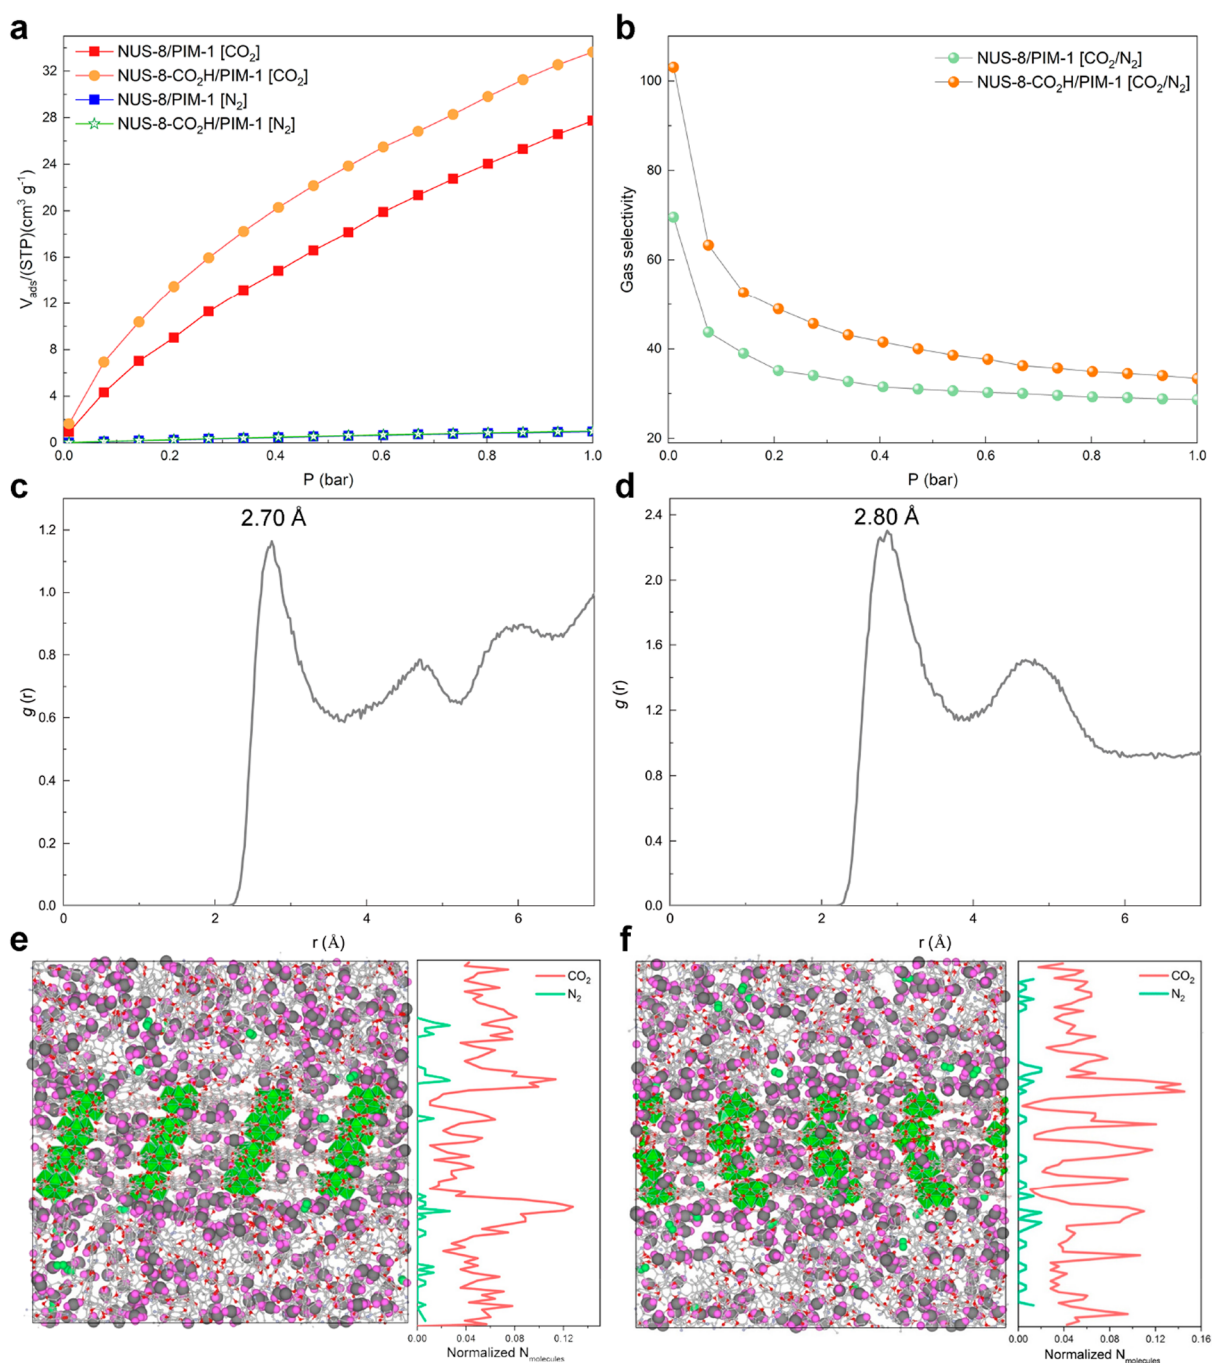 a
NUS-8/PIM-1 [CO₂]
NUS-8-CO₂H/PIM-1 [CO₂]
NUS-8/PIM-1 [N₂]
NUS-8-CO₂H/PIM-1 [N₂]
32
28
24
20
16
12
8
4
0
V_ads/(STP)(cm³ g⁻¹)
0.0 0.2 0.4 0.6 0.8 1.0
P (bar)
b
NUS-8/PIM-1 [CO₂/N₂]
NUS-8-CO₂H/PIM-1 [CO₂/N₂]
100
80
60
40
20
Gas selectivity
0.0 0.2 0.4 0.6 0.8 1.0
P (bar)
c
2.70 Å
1.2
1.0
0.8
0.6
0.4
0.2
0.0
g (r)
0 2 4 6
r (Å)
d
2.80 Å
2.4
2.0
1.6
1.2
0.8
0.4
0.0
g (r)
0 2 4 6
r (Å)
e
CO₂
N₂
0.00 0.04 0.08 0.12
Normalized N_molecules
f
CO₂
N₂
0.00 0.04 0.08 0.12 0.16
Normalized N_molecules